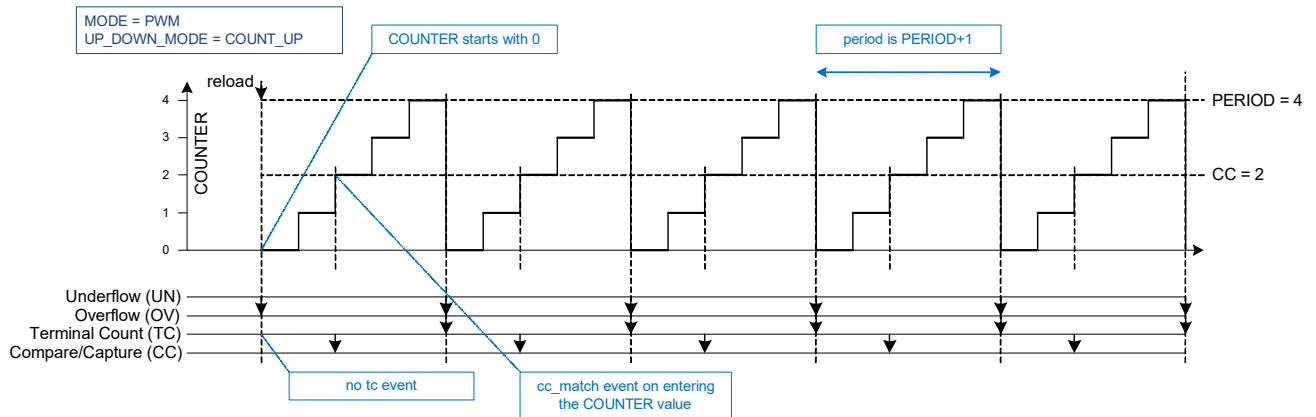 MODE = PWM
UP_DOWN_MODE = COUNT_UP
COUNTER starts with 0
period is PERIOD+1
reload
COUNTER
4
3
2
1
0
PERIOD = 4
CC = 2
Underflow (UN)
Overflow (OV)
Terminal Count (TC)
Compare/Capture (CC)
no tc event
cc_match event on entering
the COUNTER value